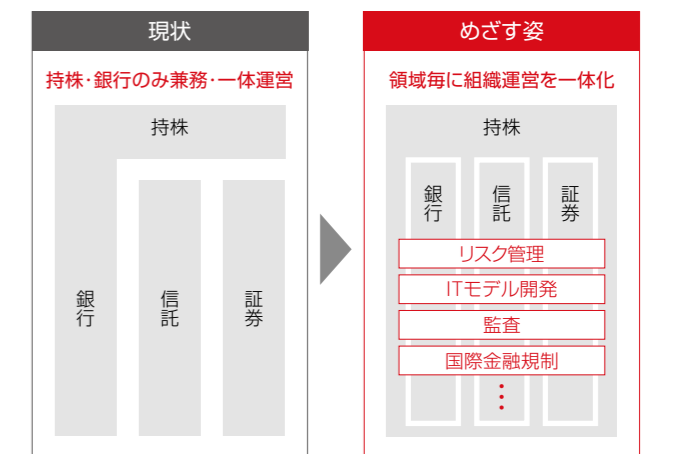 現状
持株・銀行のみ兼務・一体運営
持株
銀行
信託
証券
めざす姿
領域毎に組織運営を一体化
持株
銀行
信託
証券
リスク管理
ITモデル開発
監査
国際金融規制
⋮